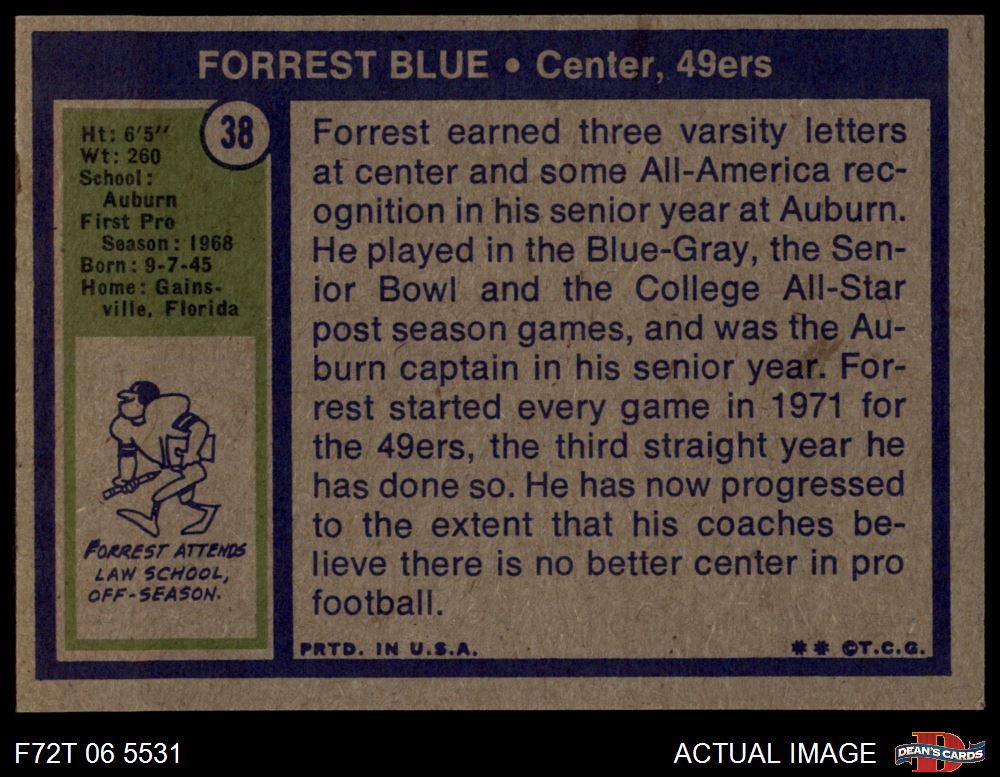 FORREST BLUE • Center, 49ers
38
Ht: 6'5"
Wt: 260
School:
Auburn
First Pro
Season: 1968
Born: 9-7-45
Home: Gains-
ville, Florida
FORREST ATTENDS
LAW SCHOOL,
OFF-SEASON.
Forrest earned three varsity letters
at center and some All-America rec-
ognition in his senior year at Auburn.
He played in the Blue-Gray, the Sen-
ior Bowl and the College All-Star
post season games, and was the Au-
burn captain in his senior year. For-
rest started every game in 1971 for
the 49ers, the third straight year he
has done so. He has now progressed
to the extent that his coaches be-
lieve there is no better center in pro
football.
PRTD. IN U.S.A.
** ©T.C.G.
F72T 06 5531
ACTUAL IMAGE
D
DEAN'S CARDS